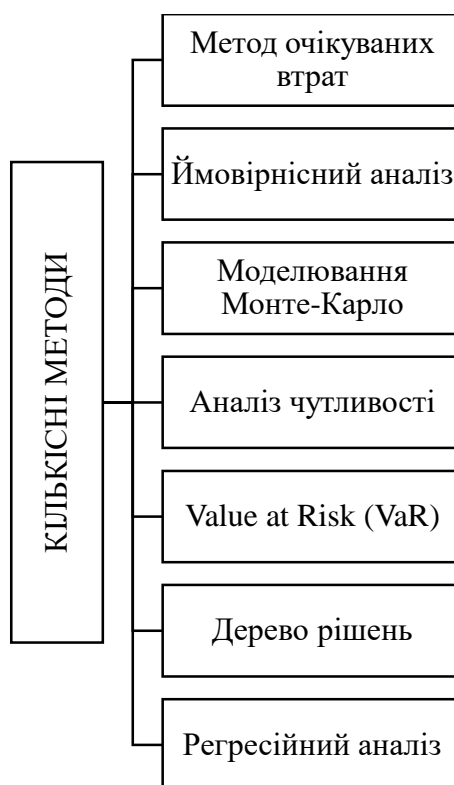 КІЛЬКІСНІ МЕТОДИ
Метод очікуваних
втрат
Ймовірнісний аналіз
Моделювання
Монте-Карло
Аналіз чутливості
Value at Risk (VaR)
Дерево рішень
Регресійний аналіз